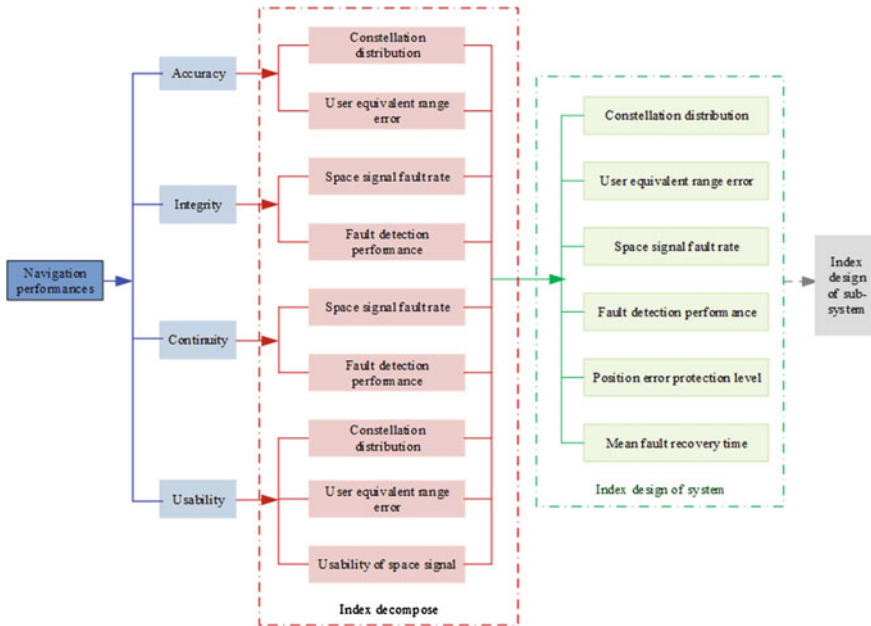 Navigation
performances
Accuracy
Integrity
Continuity
Usability
Constellation
distribution
User equivalent range
error
Space signal fault rate
Fault detection
performance
Space signal fault rate
Fault detection
performance
Constellation
distribution
User equivalent range
error
Usability of space signal
Index decompose
Constellation distribution
User equivalent range error
Space signal fault rate
Fault detection performance
Position error protection level
Mean fault recovery time
Index design of system
Index
design
of sub-
system